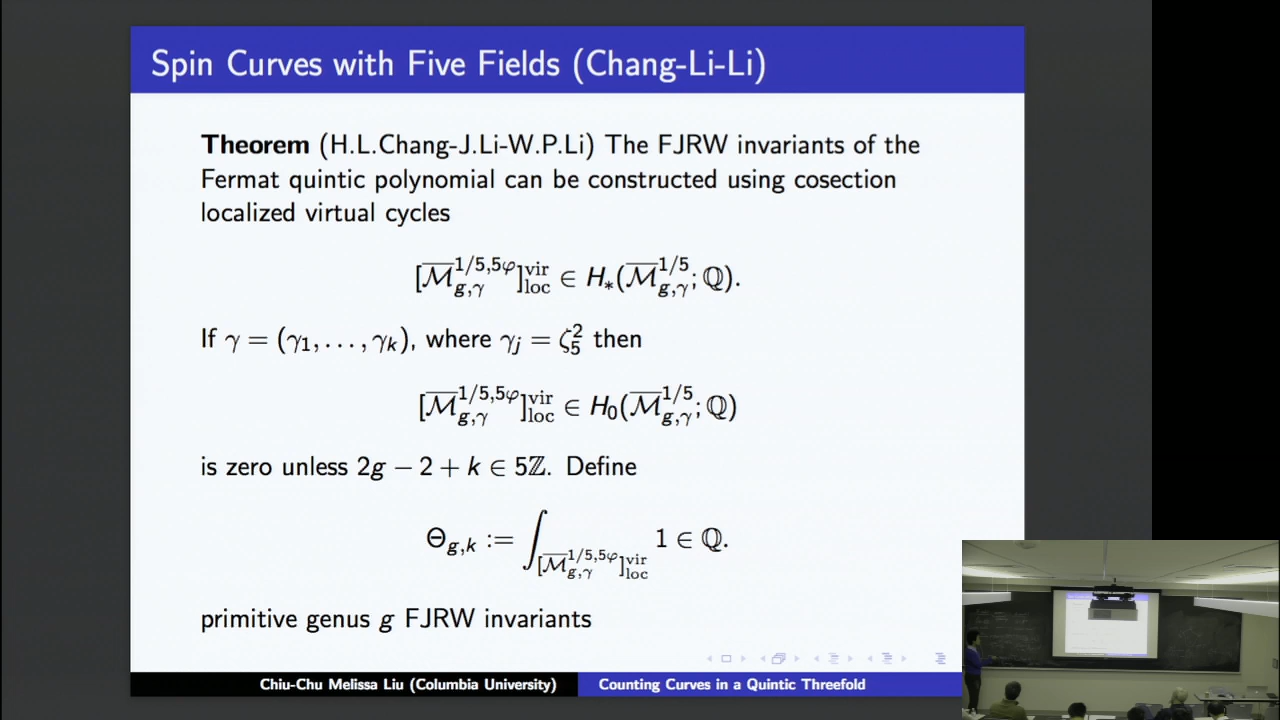 Spin Curves with Five Fields (Chang-Li-Li)
Theorem (H.L.Chang-J.Li-W.P.Li) The FJRW invariants of the
Fermat quintic polynomial can be constructed using cosection
localized virtual cycles
$[\overline{\mathcal{M}}_{g,\gamma}^{1/5,5\varphi}]_{\mathrm{loc}}^{\mathrm{vir}} \in H_*(\overline{\mathcal{M}}_{g,\gamma}^{1/5}; \mathbb{Q}).$
If $\gamma = (\gamma_1, \ldots, \gamma_k)$, where $\gamma_j = \zeta_5^2$ then
$[\overline{\mathcal{M}}_{g,\gamma}^{1/5,5\varphi}]_{\mathrm{loc}}^{\mathrm{vir}} \in H_0(\overline{\mathcal{M}}_{g,\gamma}^{1/5}; \mathbb{Q})$
is zero unless $2g - 2 + k \in 5\mathbb{Z}$. Define
$\Theta_{g,k} := \int_{[\overline{\mathcal{M}}_{g,\gamma}^{1/5,5\varphi}]_{\mathrm{loc}}^{\mathrm{vir}}} 1 \in \mathbb{Q}.$
primitive genus $g$ FJRW invariants
Chiu-Chu Melissa Liu (Columbia University)
Counting Curves in a Quintic Threefold